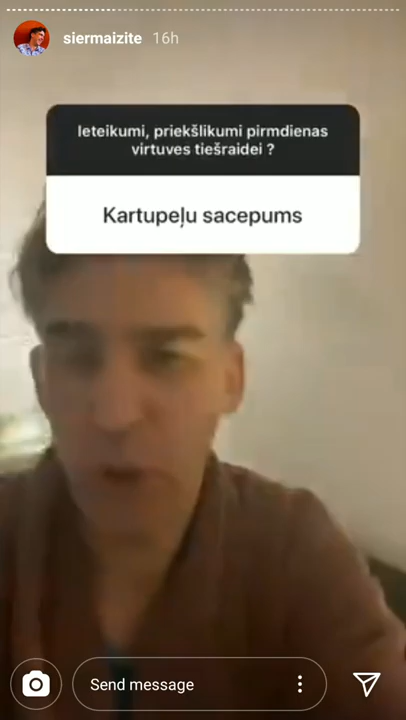 siermaizite 16h
Ieteikumi, priekšlikumi pirmdienas
virtuves tiešraidei ?
Kartupeļu sacepums
Send message